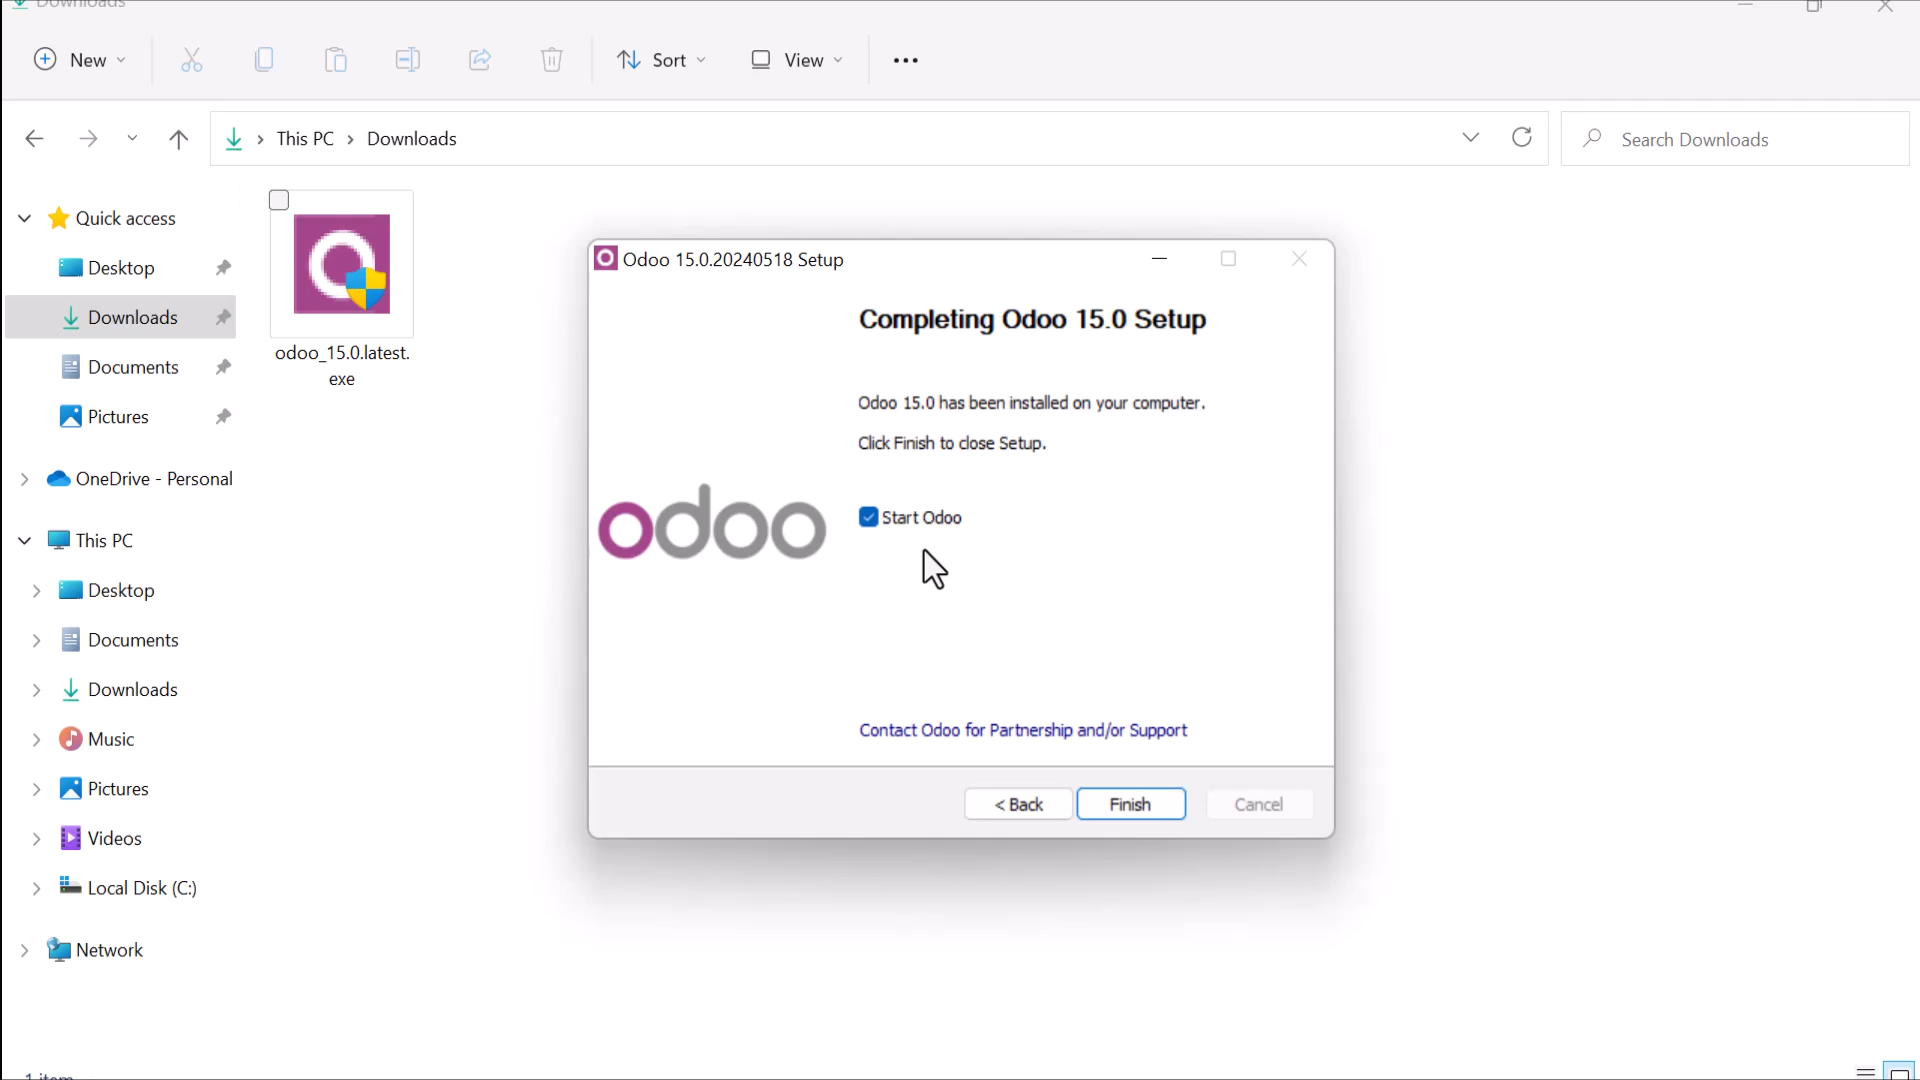 Downloads
New
Sort
View
This PC
Downloads
Search Downloads
Quick access
Desktop
Downloads
Documents
Pictures
OneDrive - Personal
This PC
Desktop
Documents
Downloads
Music
Pictures
Videos
Local Disk (C:)
Network
odoo_15.0.latest.
exe
Odoo 15.0.20240518 Setup
Completing Odoo 15.0 Setup
Odoo 15.0 has been installed on your computer.
Click Finish to close Setup.
odoo
Start Odoo
Contact Odoo for Partnership and/or Support
< Back
Finish
Cancel
1 item